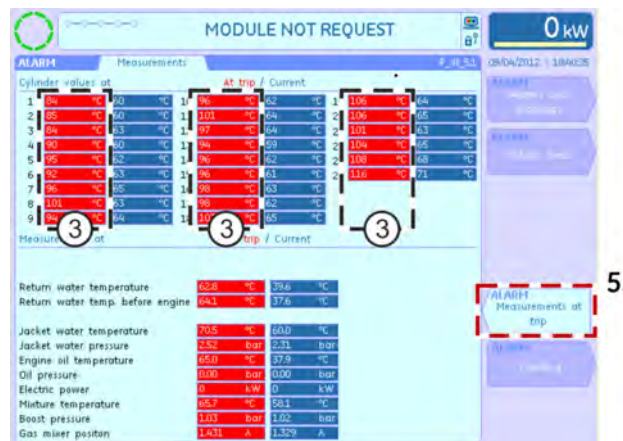 MODULE NOT REQUEST
0 kW
ALARM Measurements
09/04/2012
Cylinder values at At trip / Current
1 84 °C 60 °C 1 96 °C 62 °C 1 106 °C 64 °C
2 85 °C 60 °C 1 101 °C 64 °C 2 106 °C 65 °C
3 84 °C 63 °C 1 97 °C 64 °C 2 101 °C 63 °C
4 90 °C 60 °C 1 94 °C 59 °C 2 104 °C 65 °C
5 95 °C 62 °C 1 96 °C 62 °C 2 108 °C 68 °C
6 92 °C 63 °C 1 96 °C 61 °C 2 116 °C 71 °C
7 96 °C 65 °C 1 98 °C 63 °C
8 101 °C 63 °C 1 98 °C 62 °C
9 94 °C 64 °C 65 °C
3 3 3
at trip / Current
Return water temperature 62.8 °C 39.6 °C
Return water temp. before engine 64.1 °C 37.6 °C
Jacket water temperature 70.5 °C 60.0 °C
Jacket water pressure 2.52 bar 2.31 bar
Engine oil temperature 65.0 °C 37.9 °C
Oil pressure 0.00 bar 0.00 bar
Electric power 0 kW 0 kW
Mixture temperature 65.7 °C 58.1 °C
Boost pressure 1.03 bar 1.02 bar
Gas mixer positon 1.431 A 1.329 A
ALARM
Measurements at
trip
5